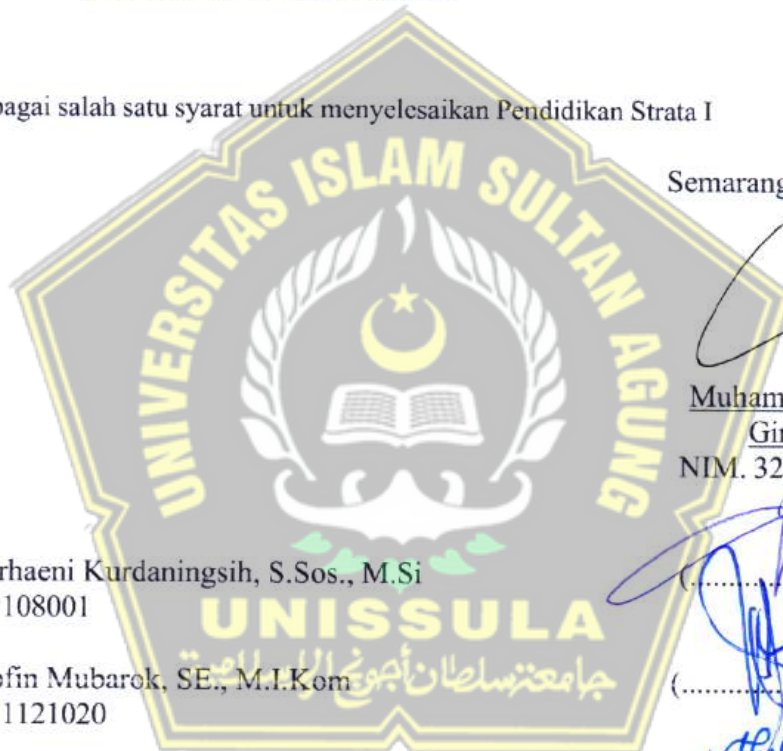 bagai salah satu syarat untuk menyelesaikan Pendidikan Strata I
Semarang
UNIVERSITAS ISLAM SULTAN AGUNG
Muham
Gin
NIM. 32
rhaeni Kurdaningsih, S.Sos., M.Si
(..........
108001
UNISSULA
جامعة سلطان أجونج الإسلامية
ofin Mubarok, SE., M.I.Kom
(..........
1121020